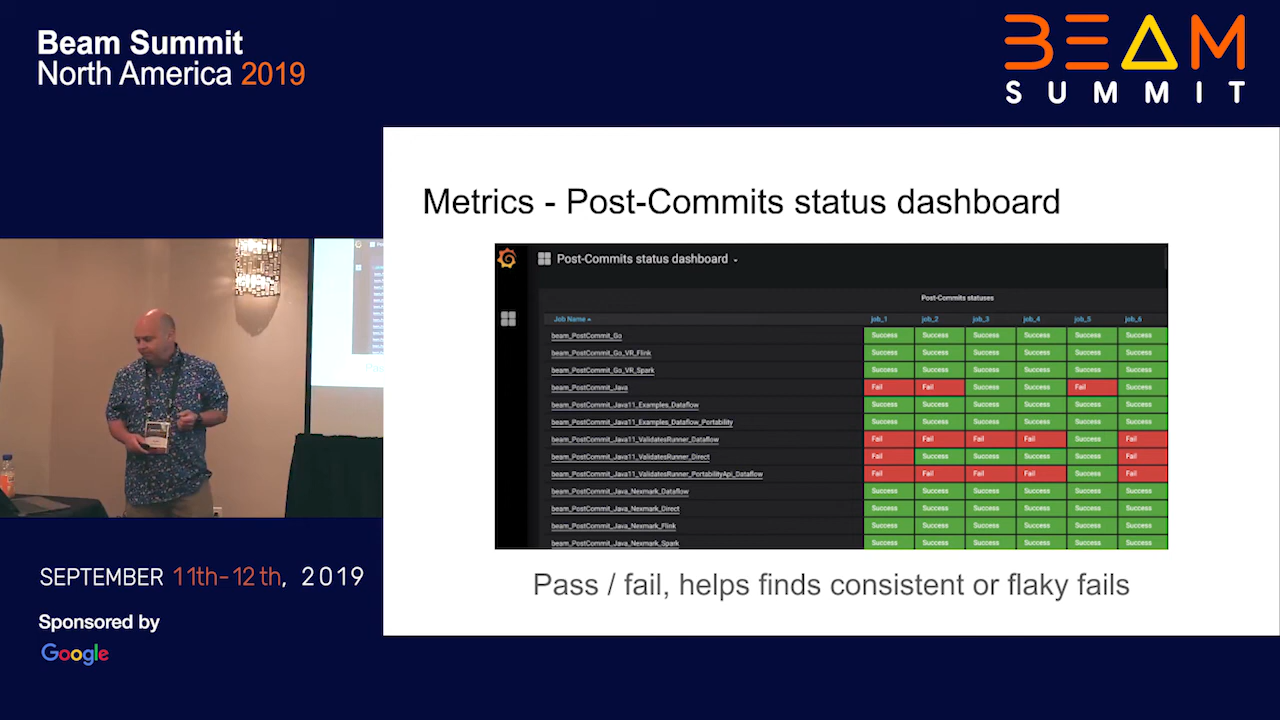 Beam Summit
North America 2019
BEAM
SUMMIT
Metrics - Post-Commits status dashboard
Post-Commits status dashboard
Post-Commits statuses
Job Name job_1 job_2 job_3 job_4 job_5 job_6
beam_PostCommit_Go Success Success Success Success Success Success
beam_PostCommit_Go_VR_Flink Success Success Success Success Success Success
beam_PostCommit_Go_VR_Spark Success Success Success Success Success Success
beam_PostCommit_Java Fail Fail Success Success Fail Success
beam_PostCommit_Java11_Examples_Dataflow Success Success Success Success Success Success
beam_PostCommit_Java11_Examples_Dataflow_Portability Success Success Success Success Success Success
beam_PostCommit_Java11_ValidatesRunner_Dataflow Fail Fail Fail Fail Success Fail
beam_PostCommit_Java11_ValidatesRunner_Direct Fail Success Success Success Success Fail
beam_PostCommit_Java11_ValidatesRunner_PortabilityApi_Dataflow Fail Fail Fail Fail Success Fail
beam_PostCommit_Java_Nexmark_Dataflow Success Success Success Success Success Success
beam_PostCommit_Java_Nexmark_Direct Success Success Success Success Success Success
beam_PostCommit_Java_Nexmark_Flink Success Success Success Success Success Success
beam_PostCommit_Java_Nexmark_Spark Success Success Success Success Success Success
Pass / fail, helps finds consistent or flaky fails
SEPTEMBER 11th-12th, 2019
Sponsored by
Google